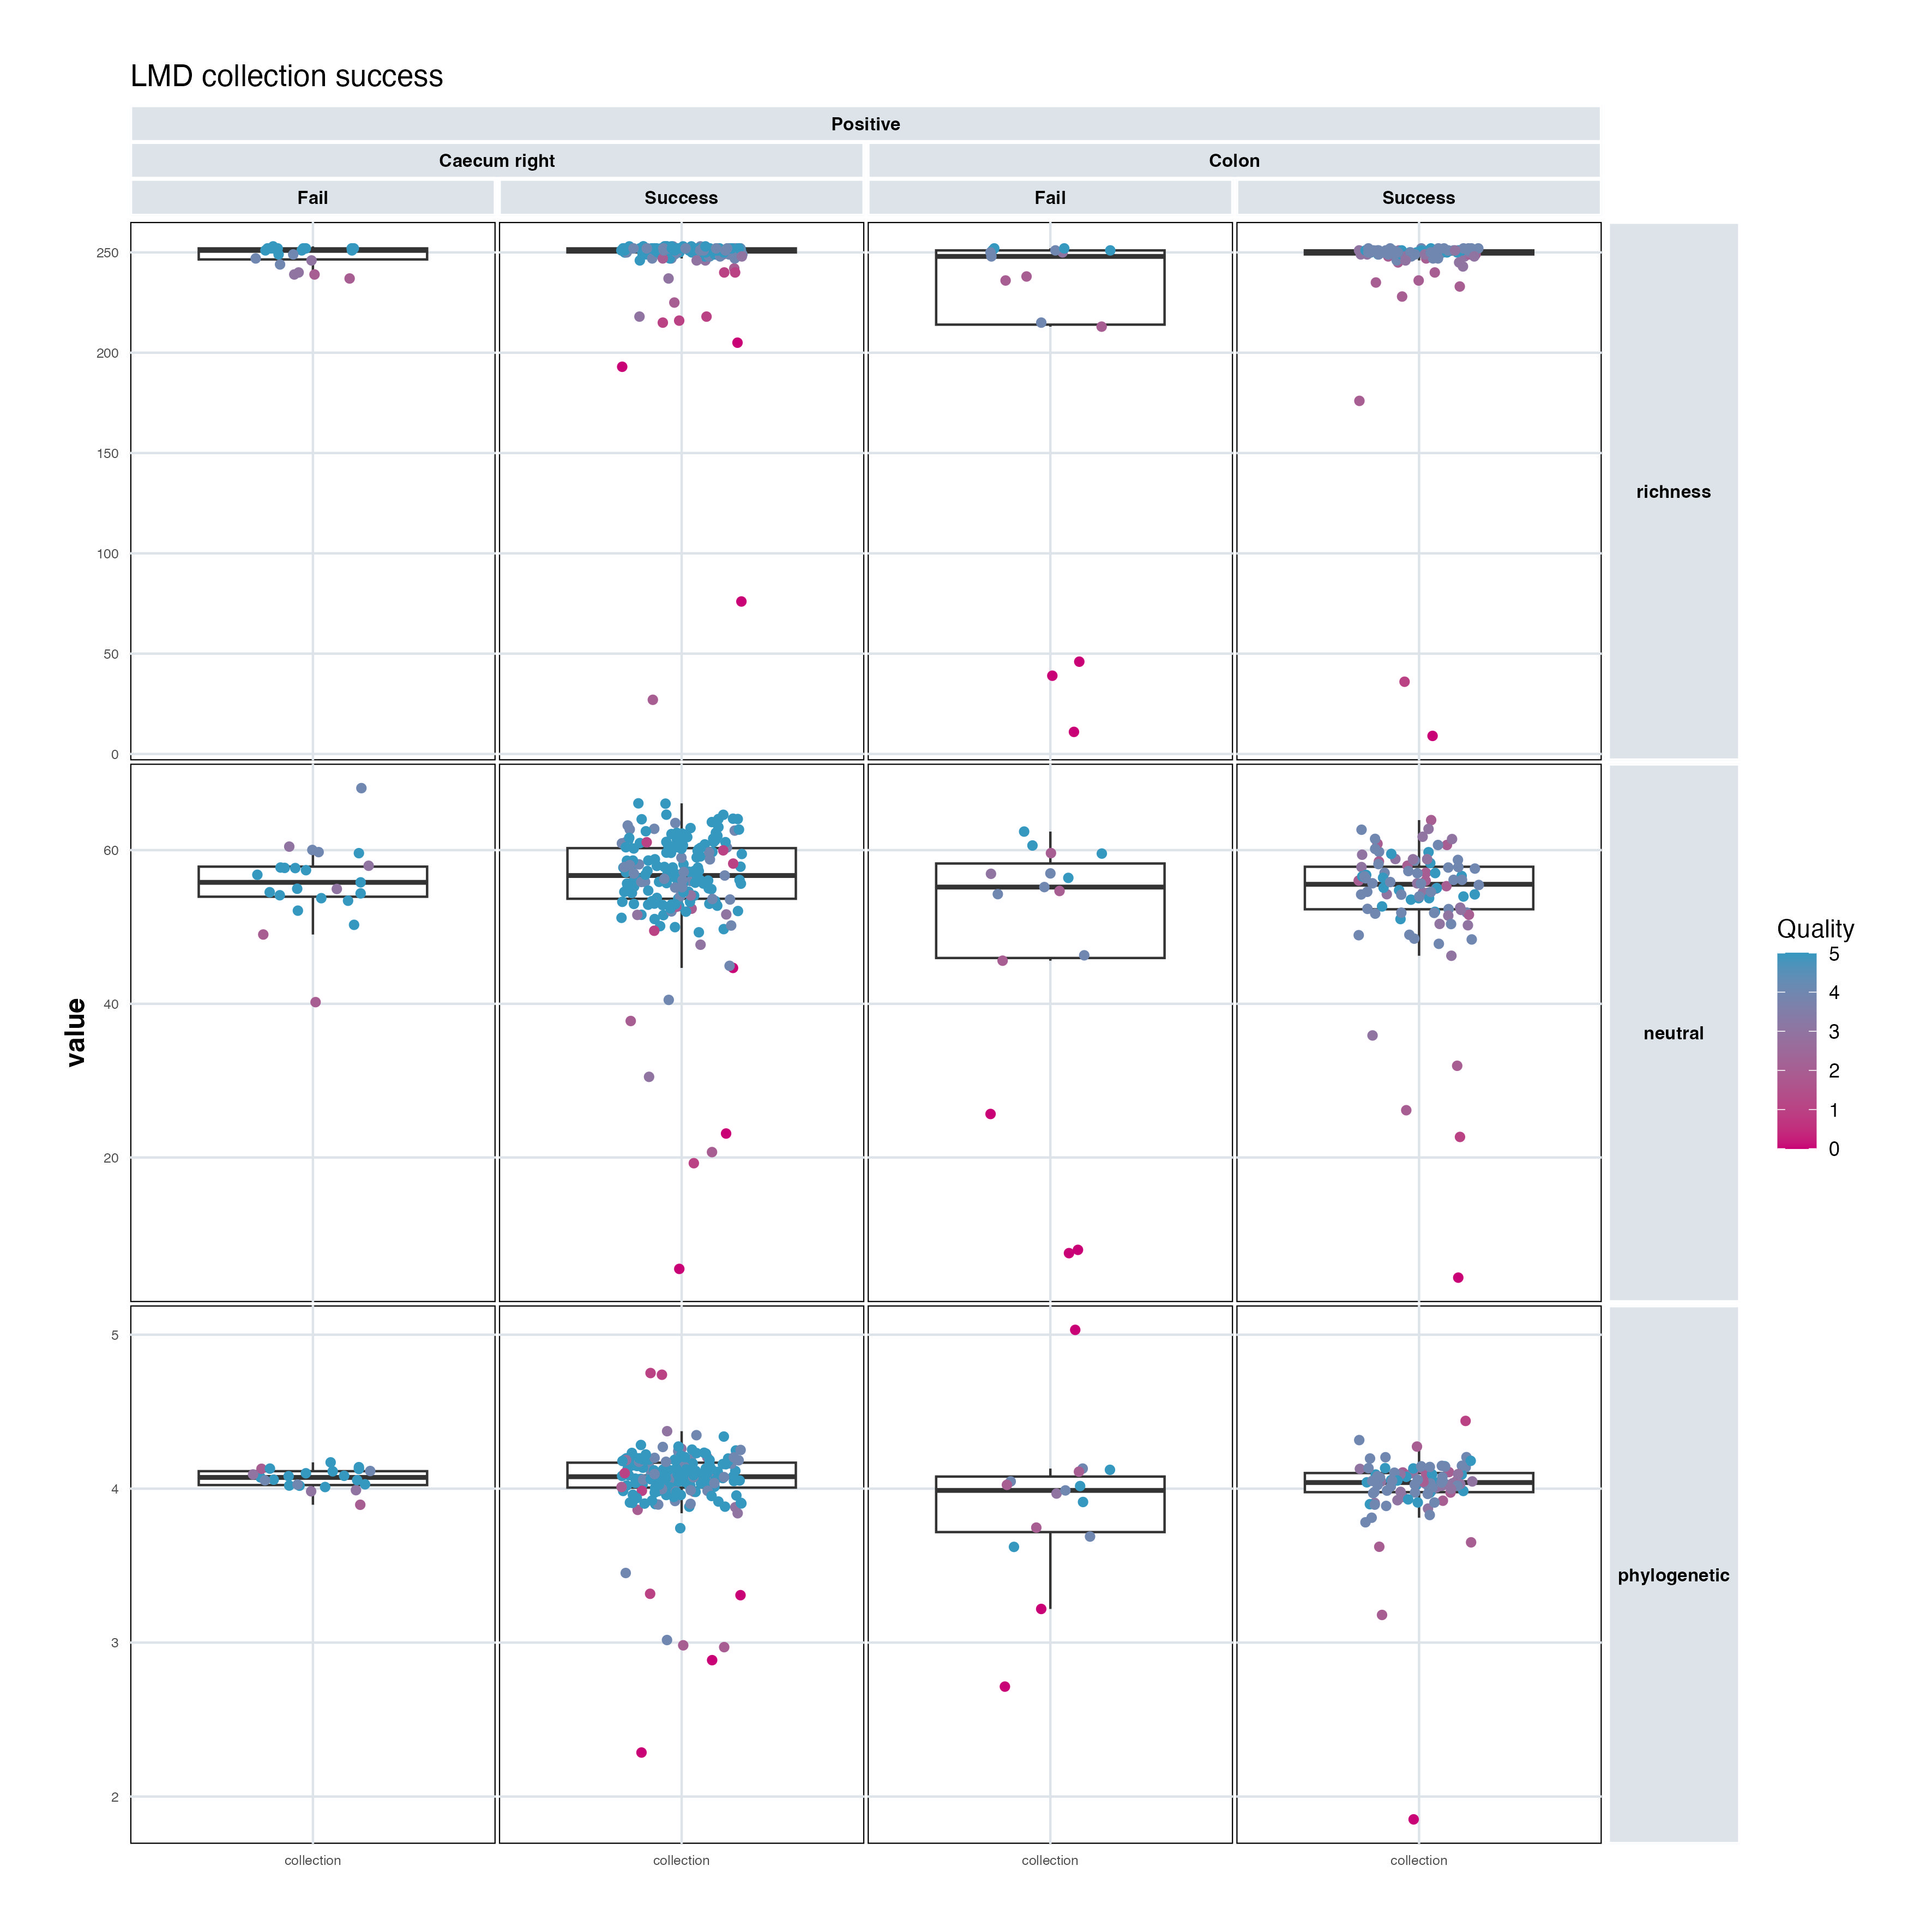 LMD collection success
Positive
Caecum right
Colon
Fail
Success
Fail
Success
250
200
150
100
50
0
richness
60
40
20
neutral
5
4
3
2
phylogenetic
value
collection
collection
collection
collection
Quality
5
4
3
2
1
0